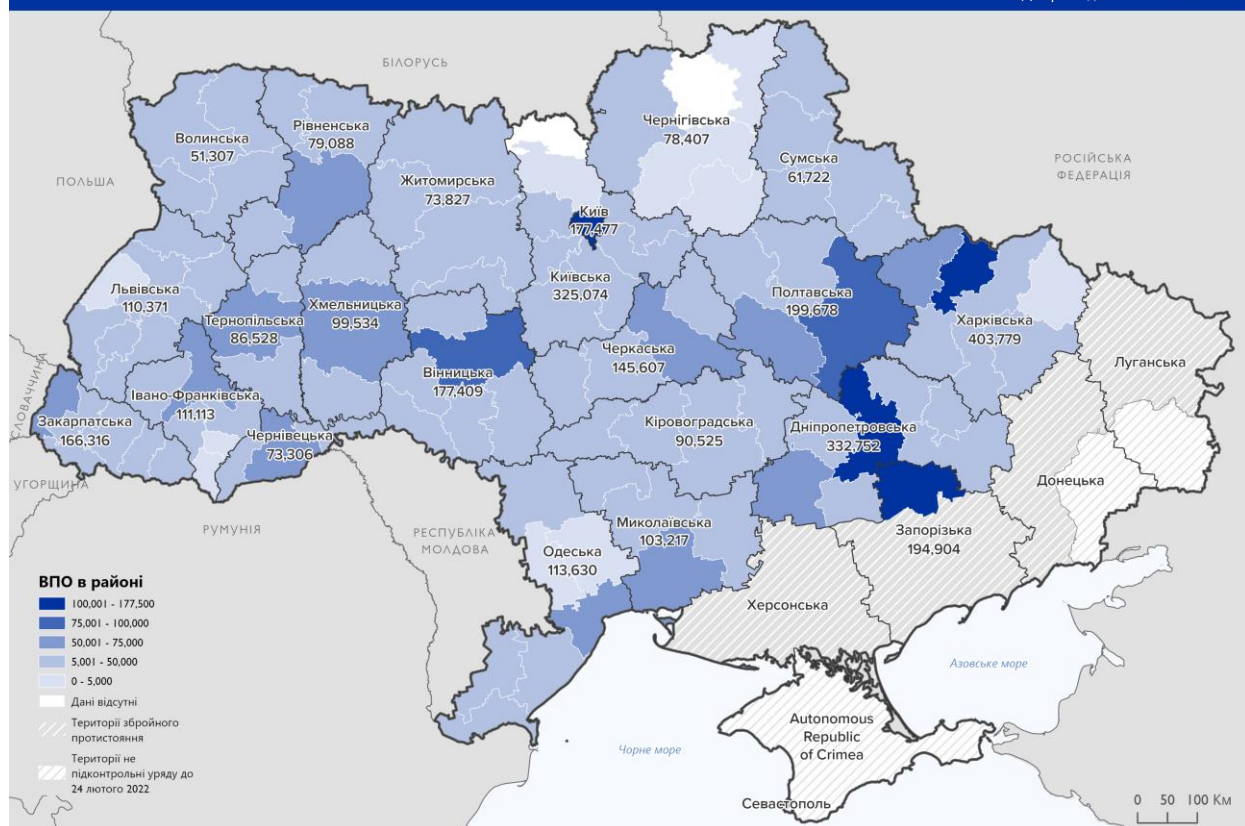 БІЛОРУСЬ
Волинська
51,307
Рівненська
79,088
Чернігівська
78,407
Сумська
61,722
РОСІЙСЬКА
ФЕДЕРАЦІЯ
ПОЛЬША
Житомирська
73,827
Київ
177,477
Київська
325,074
Львівська
110,371
Тернопільська
86,528
Хмельницька
99,534
Полтавська
199,678
Харківська
403,779
Черкаська
145,607
Вінницька
177,409
Луганська
СЛОВАЧЧИНА
Івано-Франківська
111,113
Закарпатська
166,316
Чернівецька
73,306
Кіровоградська
90,525
Дніпропетровська
332,752
Донецька
УГОРЩИНА
РУМУНІЯ
РЕСПУБЛІКА
МОЛДОВА
Миколаївська
103,217
Одеська
113,630
Запорізька
194,904
Херсонська
ВПО в районі
100,001 - 177,500
75,001 - 100,000
50,001 - 75,000
5,001 - 50,000
0 - 5,000
Дані відсутні
Території збройного
протистояння
Території не
підконтрольні уряду до
24 лютого 2022
Азовське море
Чорне море
Autonomous
Republic
of Crimea
Севастополь
0 50 100 Км